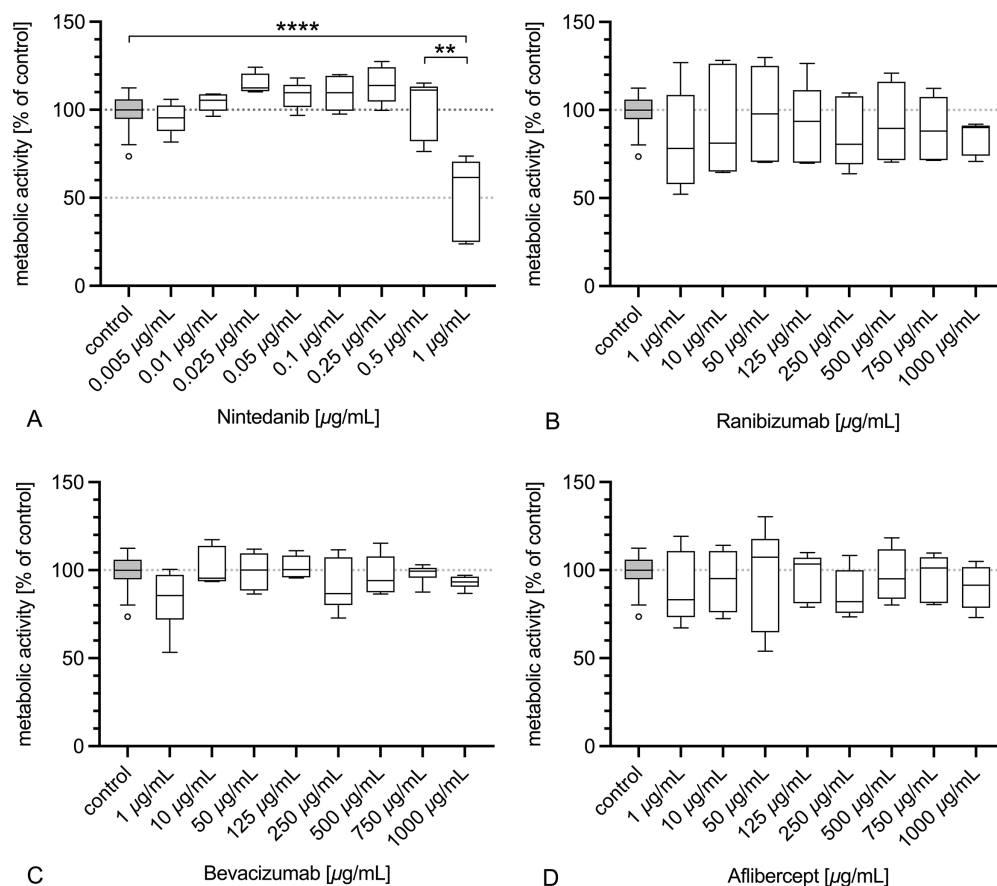 metabolic activity [% of control]
150
100
50
0
****
**
control
0.005 µg/mL
0.01 µg/mL
0.025 µg/mL
0.05 µg/mL
0.1 µg/mL
0.25 µg/mL
0.5 µg/mL
1 µg/mL
A
Nintedanib [µg/mL]
metabolic activity [% of control]
150
100
50
0
control
1 µg/mL
10 µg/mL
50 µg/mL
125 µg/mL
250 µg/mL
500 µg/mL
750 µg/mL
1000 µg/mL
B
Ranibizumab [µg/mL]
metabolic activity [% of control]
150
100
50
0
control
1 µg/mL
10 µg/mL
50 µg/mL
125 µg/mL
250 µg/mL
500 µg/mL
750 µg/mL
1000 µg/mL
C
Bevacizumab [µg/mL]
metabolic activity [% of control]
150
100
50
0
control
1 µg/mL
10 µg/mL
50 µg/mL
125 µg/mL
250 µg/mL
500 µg/mL
750 µg/mL
1000 µg/mL
D
Aflibercept [µg/mL]